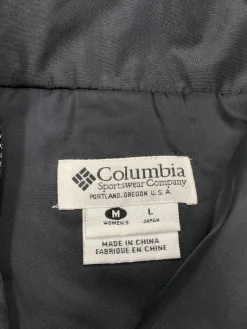 Columbia
Sportswear Company
PORTLAND, OREGON U.S.A.
M L
WOMEN'S JAPAN
MADE IN CHINA
FABRIQUE EN CHINE